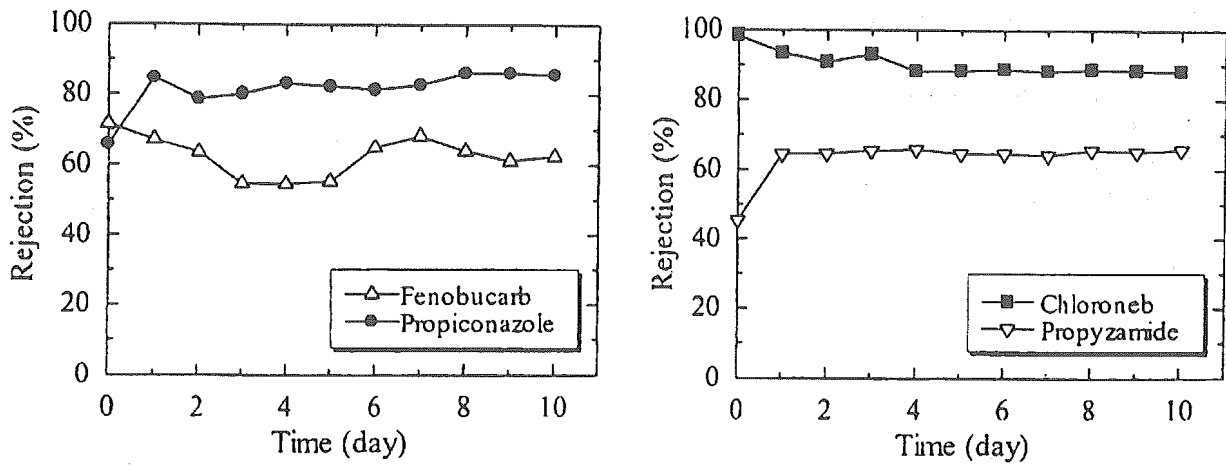 100
80
60
40
20
0
Rejection (%)
Fenobucarb
Propiconazole
0 2 4 6 8 10
Time (day)
100
80
60
40
20
0
Rejection (%)
Chloroneb
Propyzamide
0 2 4 6 8 10
Time (day)